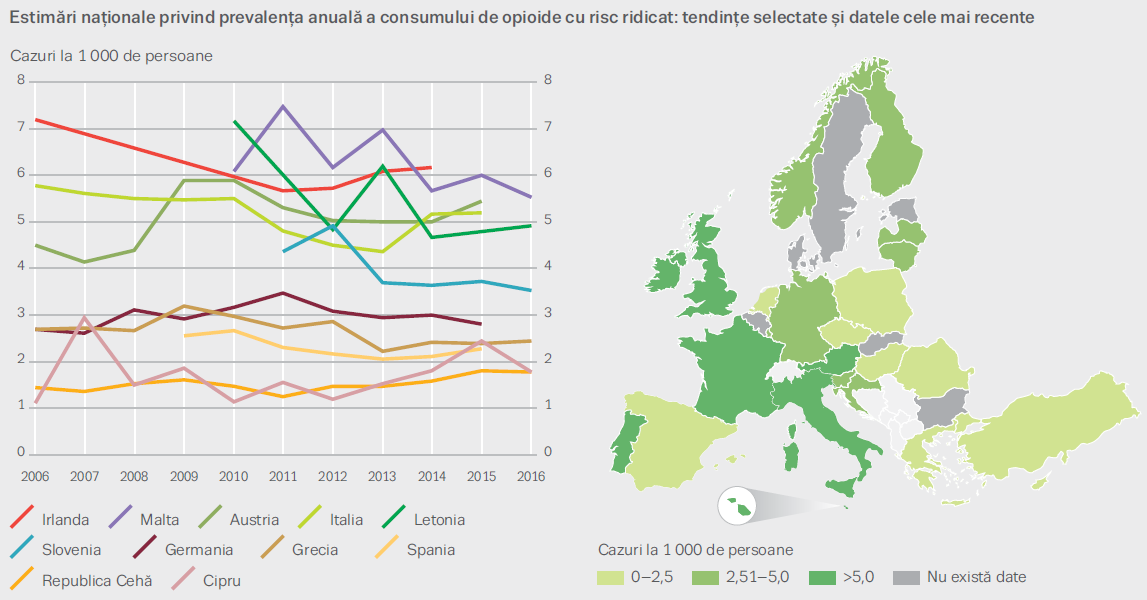 Estimări naționale privind prevalența anuală a consumului de opioide cu risc ridicat: tendințe selectate și datele cele mai recente
Cazuri la 1 000 de persoane
8 8
7 7
6 6
5 5
4 4
3 3
2 2
1 1
0 0
2006 2007 2008 2009 2010 2011 2012 2013 2014 2015 2016
Irlanda Malta Austria Italia Letonia
Slovenia Germania Grecia Spania
Republica Cehă Cipru
Cazuri la 1 000 de persoane
0–2,5 2,51–5,0 >5,0 Nu există date